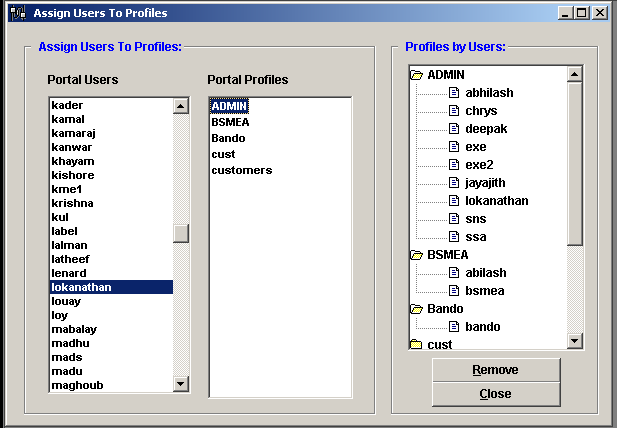 Assign Users To Profiles
Assign Users To Profiles:
Portal Users
kader
kamal
kamaraj
kanwar
khayam
kishore
kme1
krishna
kul
label
lalman
latheef
lenard
lokanathan
louay
loy
mabalay
madhu
mads
madu
maghoub
Portal Profiles
ADMIN
BSMEA
Bando
cust
customers
Profiles by Users:
ADMIN
abhilash
chrys
deepak
exe
exe2
jayajith
lokanathan
sns
ssa
BSMEA
abilash
bsmea
Bando
bando
cust
Remove
Close